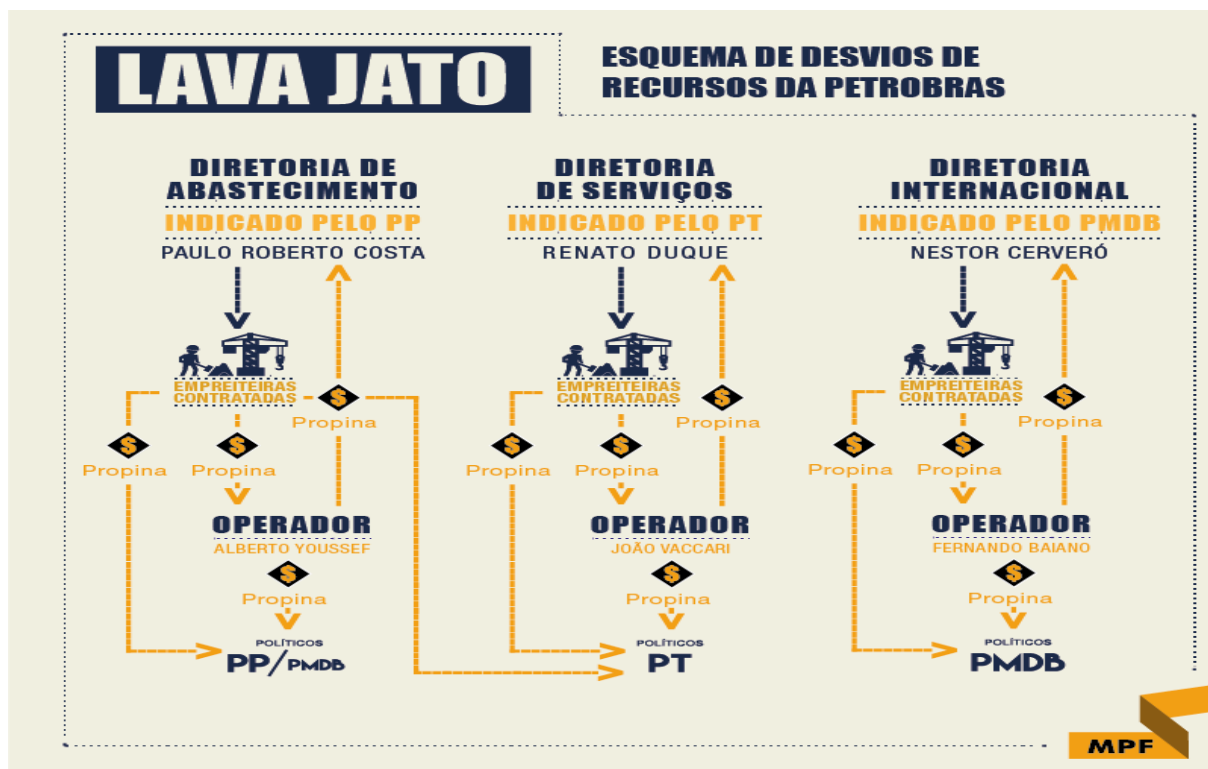 LAVA JATO
ESQUEMA DE DESVIOS DE
RECURSOS DA PETROBRAS
DIRETORIA DE
ABASTECIMENTO
INDICADO PELO PP
PAULO ROBERTO COSTA
EMPREITEIRAS
CONTRATADAS
$
Propina
$
Propina
$
Propina
OPERADOR
ALBERTO YOUSSEF
$
Propina
POLÍTICOS
PP/PMDB
DIRETORIA
DE SERVIÇOS
INDICADO PELO PT
RENATO DUQUE
EMPREITEIRAS
CONTRATADAS
$
Propina
$
Propina
$
Propina
OPERADOR
JOÃO VACCARI
$
Propina
POLÍTICOS
PT
DIRETORIA
INTERNACIONAL
INDICADO PELO PMDB
NESTOR CERVERÓ
EMPREITEIRAS
CONTRATADAS
$
Propina
$
Propina
$
Propina
OPERADOR
FERNANDO BAIANO
$
Propina
POLÍTICOS
PMDB
MPF